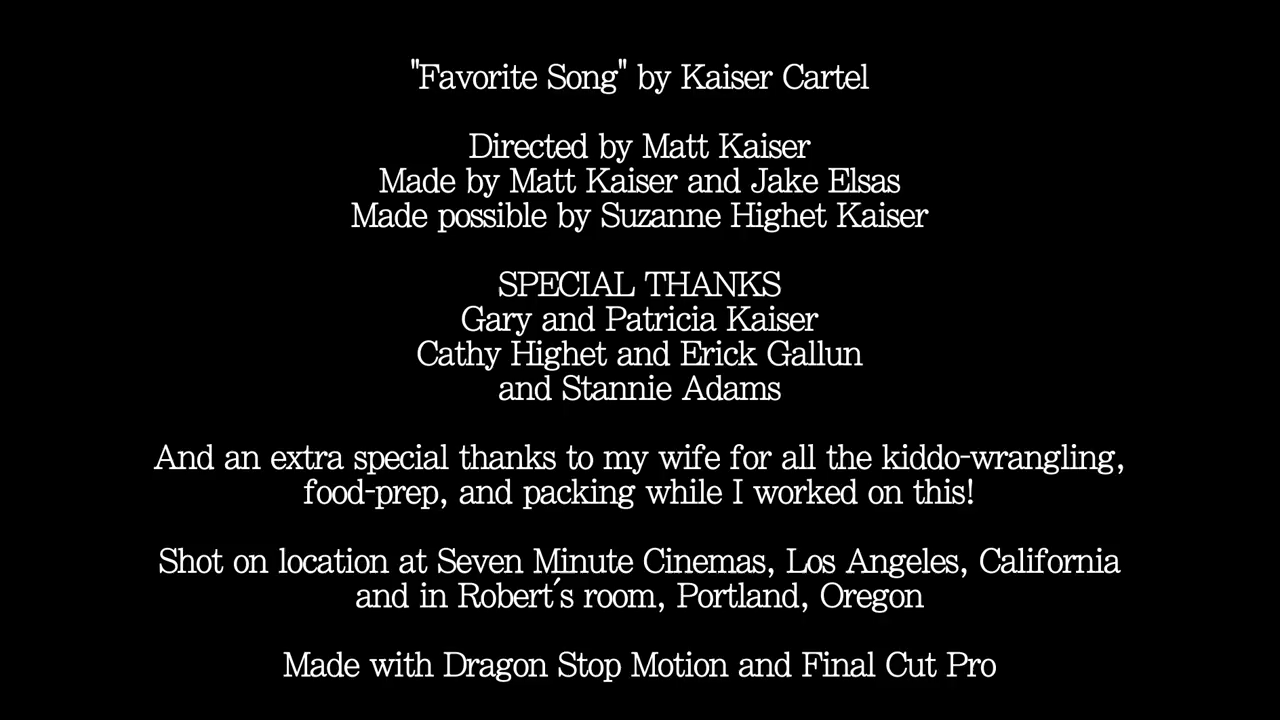 "Favorite Song" by Kaiser Cartel
Directed by Matt Kaiser
Made by Matt Kaiser and Jake Elsas
Made possible by Suzanne Highet Kaiser
SPECIAL THANKS
Gary and Patricia Kaiser
Cathy Highet and Erick Gallun
and Stannie Adams
And an extra special thanks to my wife for all the kiddo-wrangling,
food-prep, and packing while I worked on this!
Shot on location at Seven Minute Cinemas, Los Angeles, California
and in Robert´s room, Portland, Oregon
Made with Dragon Stop Motion and Final Cut Pro